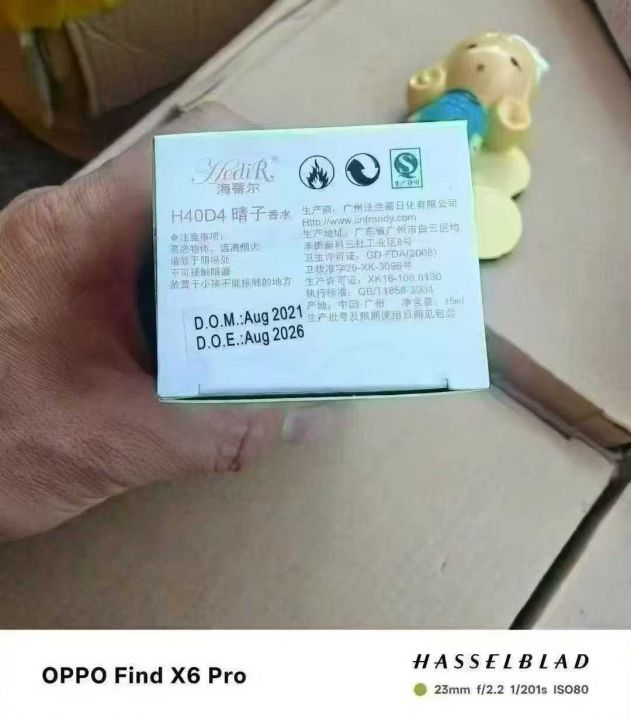 HediR®
海蒂尔
生产许可
H40D4 晴子香水
注意事项:
易燃物体,远离烟火
请放于阴凉处
不可接触眼器
放置于小孩不能接触的地方
D.O.M.:Aug 2021
D.O.E.:Aug 2026
生产商:广州法兰蒂日化有限公司
Http://www.cnfrandy.com
生产地址:广东省广州市白云区均
禾街新科三社工业区8号
卫生许可证:GD·FDA(2008)
卫妆准字29-XK-3096号
生产许可证:XK16-108 0130
执行标准:QB/T1858-2004
产地:中国·广州 净含量:15ml
生产批号及限期使用日期见包装
OPPO Find X6 Pro
HASSELBLAD
23mm f/2.2 1/201s ISO80